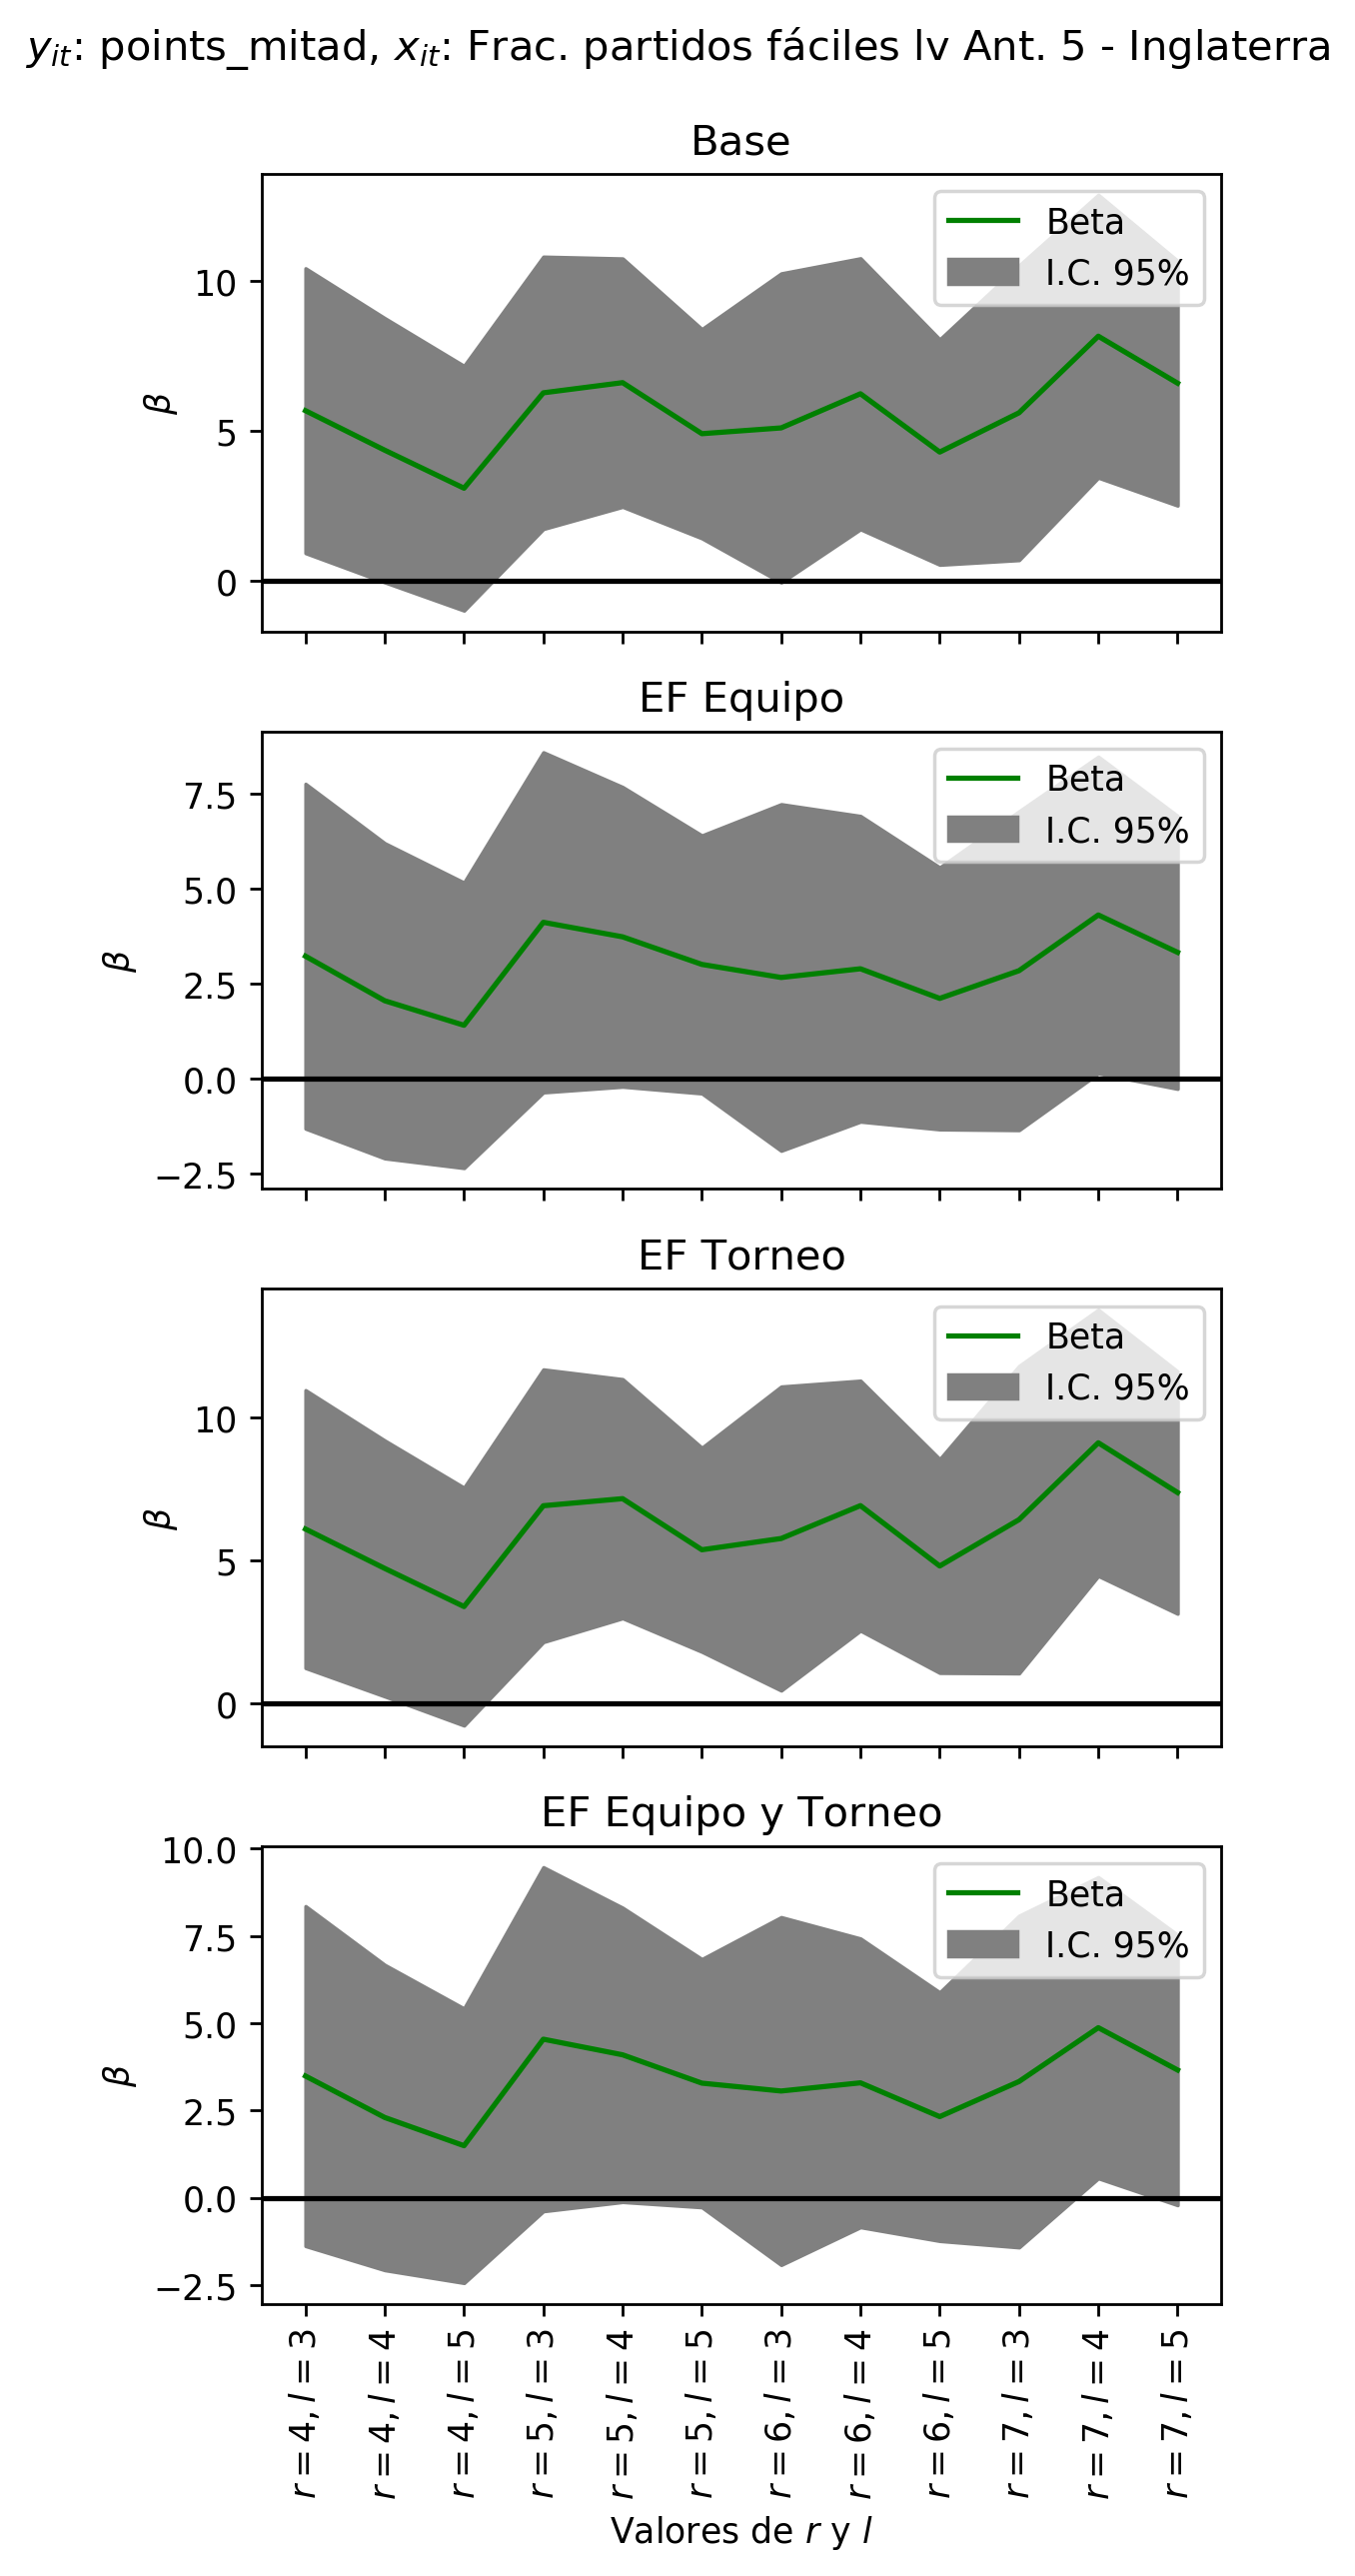 y_it: points_mitad, x_it: Frac. partidos fáciles lv Ant. 5 - Inglaterra
Base
Beta
I.C. 95%
10
5
0
β
EF Equipo
Beta
I.C. 95%
7.5
5.0
2.5
0.0
−2.5
β
EF Torneo
Beta
I.C. 95%
10
5
0
β
EF Equipo y Torneo
Beta
I.C. 95%
10.0
7.5
5.0
2.5
0.0
−2.5
β
r = 4, l = 3
r = 4, l = 4
r = 4, l = 5
r = 5, l = 3
r = 5, l = 4
r = 5, l = 5
r = 6, l = 3
r = 6, l = 4
r = 6, l = 5
r = 7, l = 3
r = 7, l = 4
r = 7, l = 5
Valores de r y l